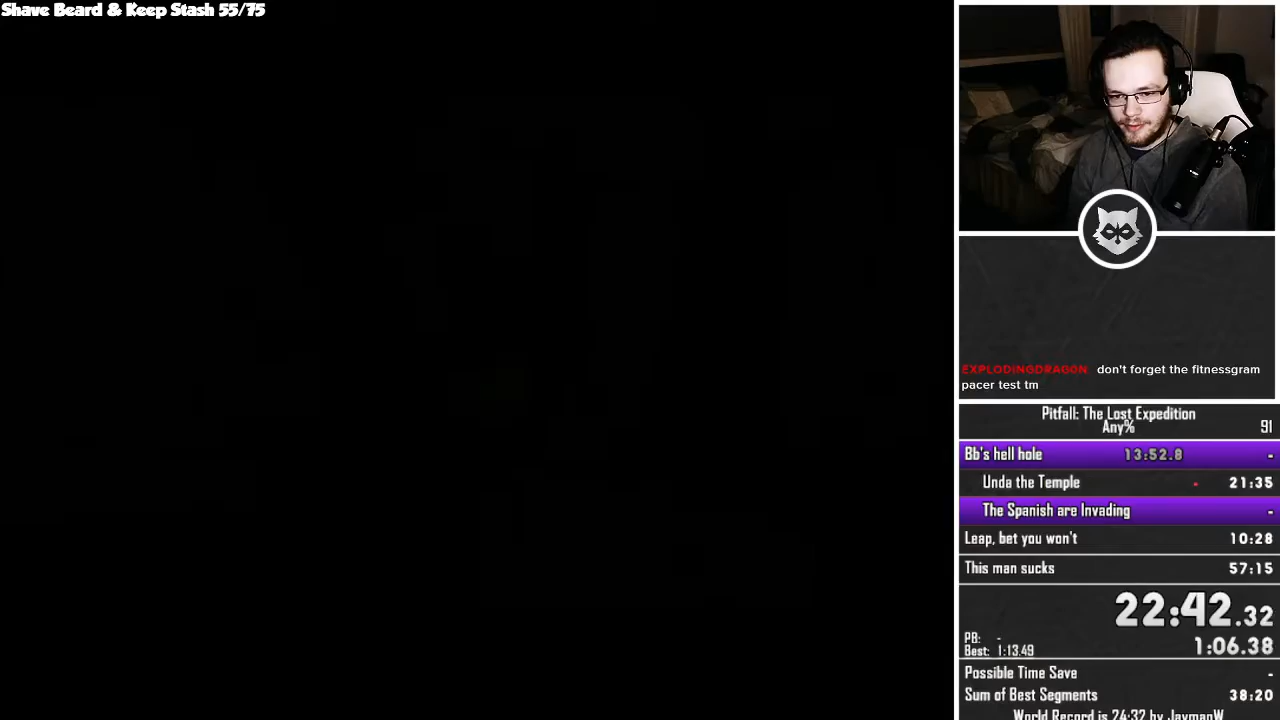 Shave Beard & Keep Stash 55/75
EXPLODINGDRAGON don't forget the fitnessgram
pacer test tm
Pitfall: The Lost Expedition
Any% 91
Bb's hell hole 13:52.8 -
Unda the Temple - 21:35
The Spanish are Invading -
Leap, bet you won't 10:28
This man sucks 57:15
22:42.32
PB: -
Best: 1:13.49 1:06.38
Possible Time Save -
Sum of Best Segments 38:20
World Record is 24:32 by JaymanW